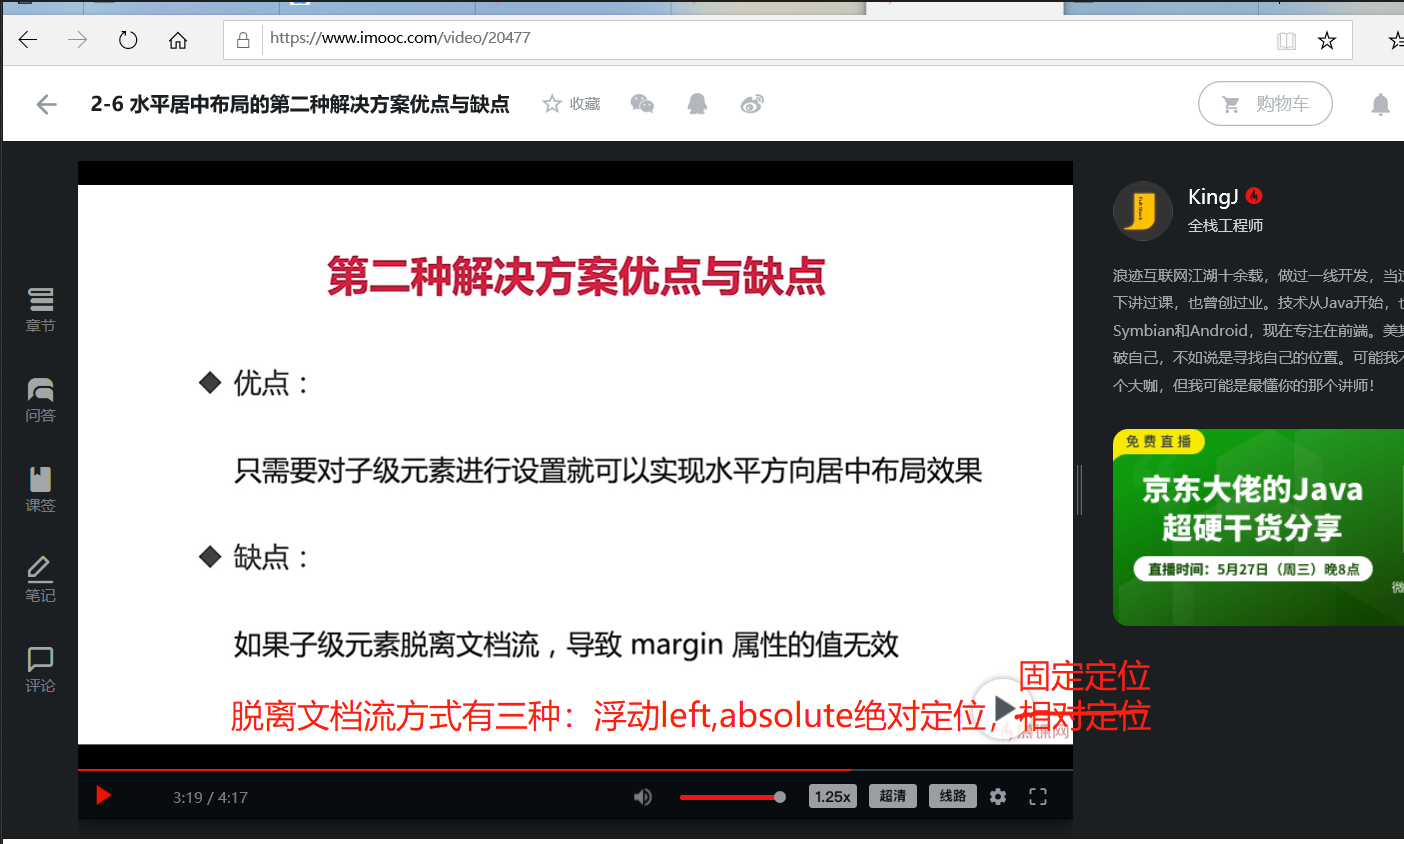 https://www.imooc.com/video/20477
2-6 水平居中布局的第二种解决方案优点与缺点
收藏
购物车
章节
问答
课签
笔记
评论
第二种解决方案优点与缺点
优点：
只需要对子级元素进行设置就可以实现水平方向居中布局效果
缺点：
如果子级元素脱离文档流，导致 margin 属性的值无效
固定定位
脱离文档流方式有三种：浮动left,absolute绝对定位，相对定位
慕课网
3:19 / 4:17
1.25x
超清
线路
KingJ
全栈工程师
浪迹互联网江湖十余载，做过一线开发，当过
下讲过课，也曾创过业。技术从Java开始，也
Symbian和Android，现在专注在前端。美其
破自己，不如说是寻找自己的位置。可能我不
个大咖，但我可能是最懂你的那个讲师！
免费直播
京东大佬的Java
超硬干货分享
直播时间：5月27日（周三）晚8点
微